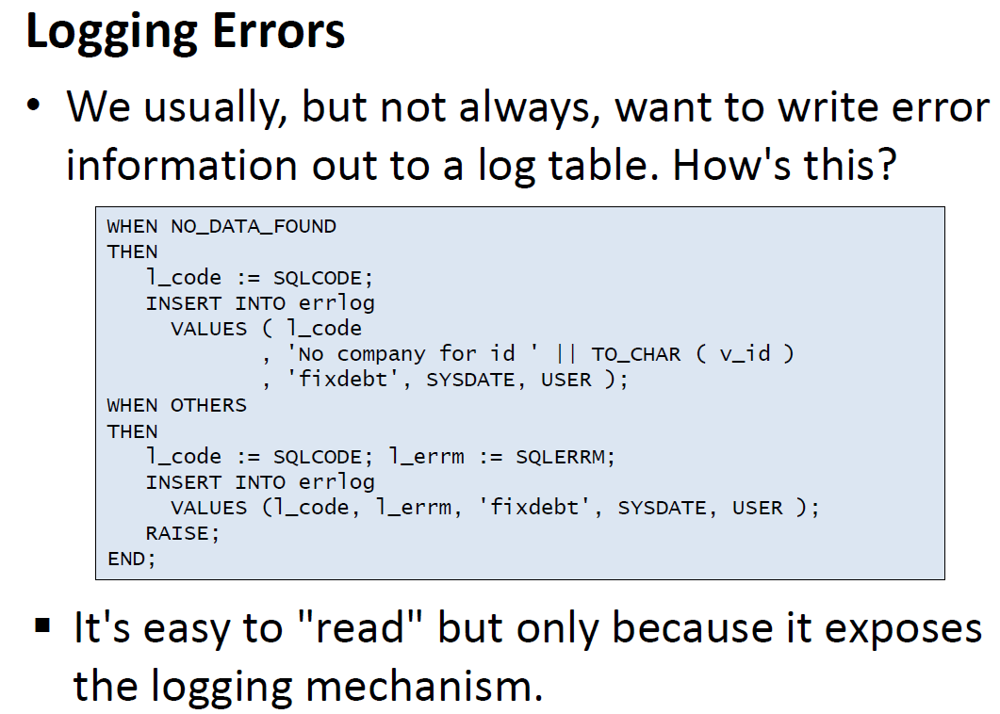 Logging Errors
• We usually, but not always, want to write error
information out to a log table. How's this?
WHEN NO_DATA_FOUND
THEN
   l_code := SQLCODE;
   INSERT INTO errlog
     VALUES ( l_code
            , 'No company for id ' || TO_CHAR ( v_id )
            , 'fixdebt', SYSDATE, USER );
WHEN OTHERS
THEN
   l_code := SQLCODE; l_errm := SQLERRM;
   INSERT INTO errlog
     VALUES (l_code, l_errm, 'fixdebt', SYSDATE, USER );
   RAISE;
END;
▪ It's easy to "read" but only because it exposes
the logging mechanism.